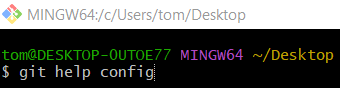 MINGW64:/c/Users/tom/Desktop
tom@DESKTOP-OUTOE77 MINGW64 ~/Desktop
$ git help config